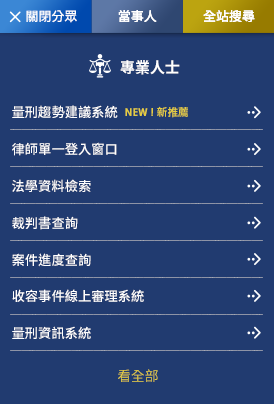 關閉分眾 當事人 全站搜尋
專業人士
量刑趨勢建議系統 NEW ! 新推薦
律師單一登入窗口
法學資料檢索
裁判書查詢
案件進度查詢
收容事件線上審理系統
量刑資訊系統
看全部